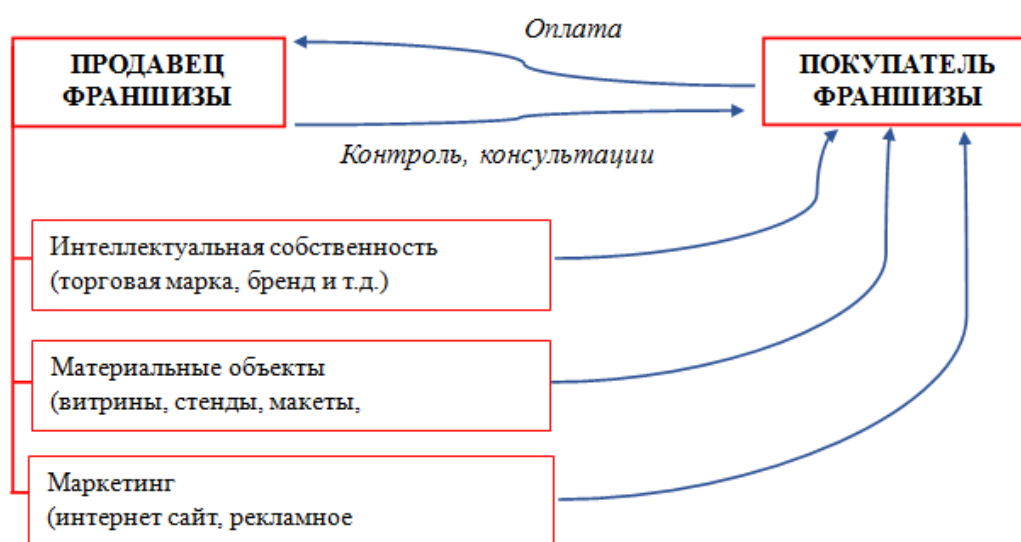 Оплата
ПРОДАВЕЦ
ФРАНШИЗЫ
ПОКУПАТЕЛЬ
ФРАНШИЗЫ
Контроль, консультации
Интеллектуальная собственность
(торговая марка, бренд и т.д.)
Материальные объекты
(витрины, стенды, макеты,
Маркетинг
(интернет сайт, рекламное